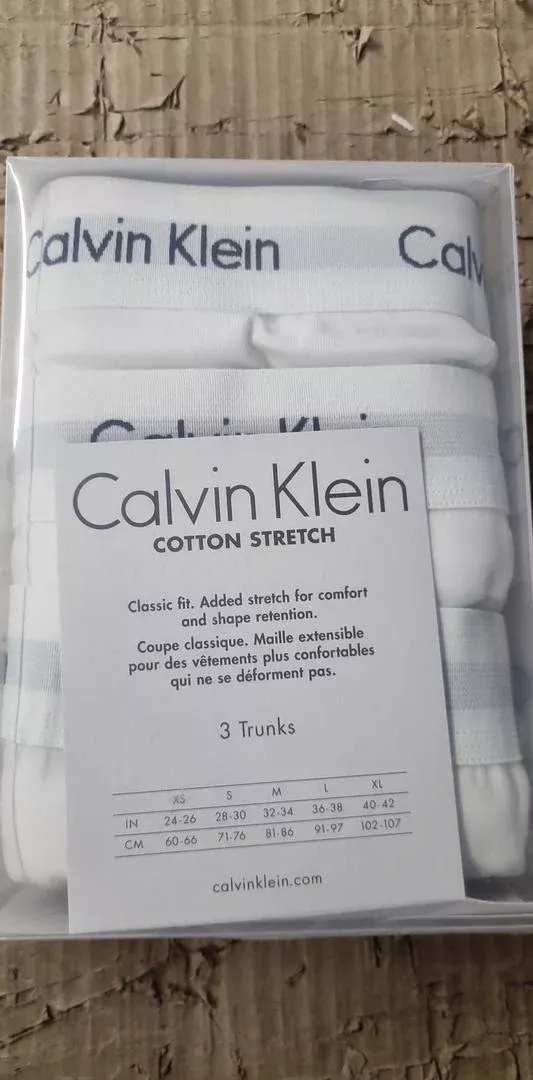 Calvin Klein Calv
Calvin Klein
Calvin Klein
COTTON STRETCH
Classic fit. Added stretch for comfort
and shape retention.
Coupe classique. Maille extensible
pour des vêtements plus confortables
qui ne se déforment pas.
3 Trunks
XS S M L XL
IN 24-26 28-30 32-34 36-38 40-42
CM 60-66 71-76 81-86 91-97 102-107
calvinklein.com